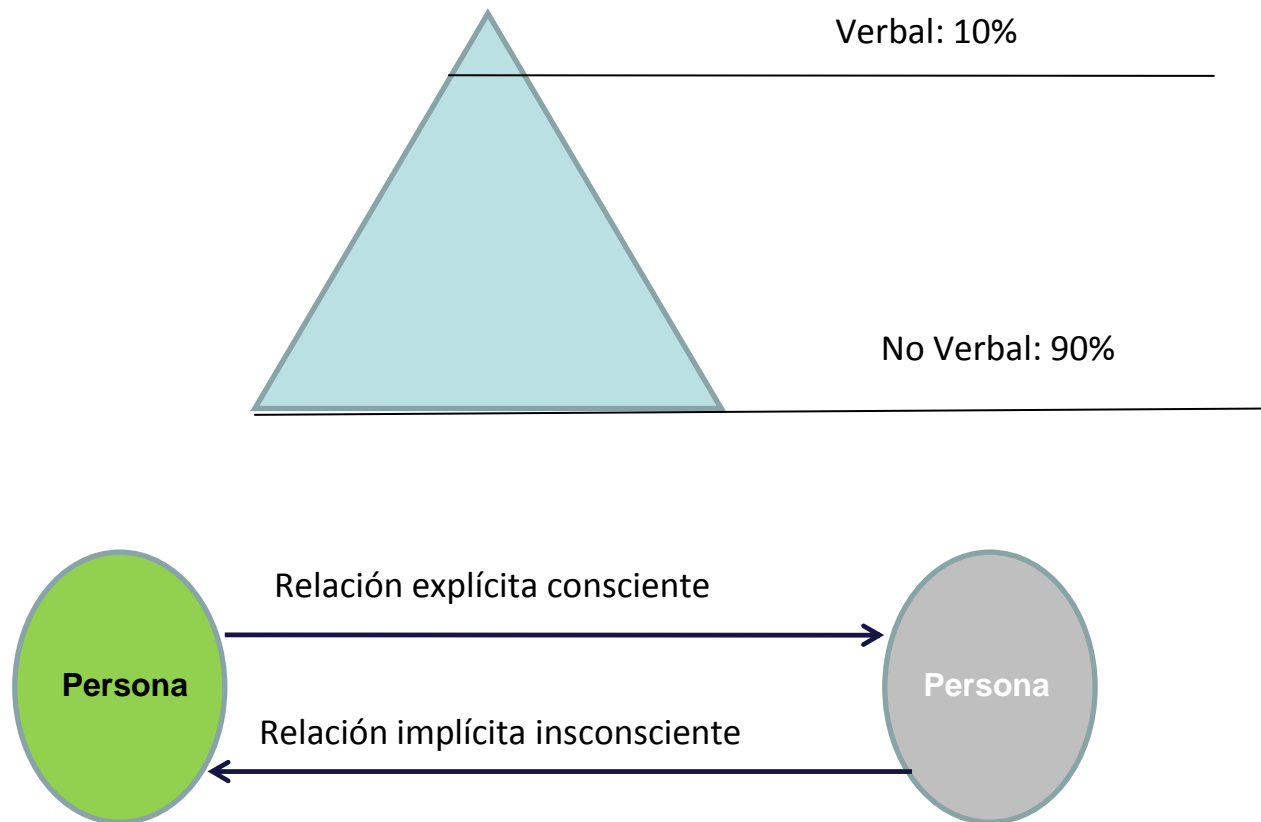 Verbal: 10%
No Verbal: 90%
Relación explícita consciente
Persona
Persona
Relación implícita insconsciente